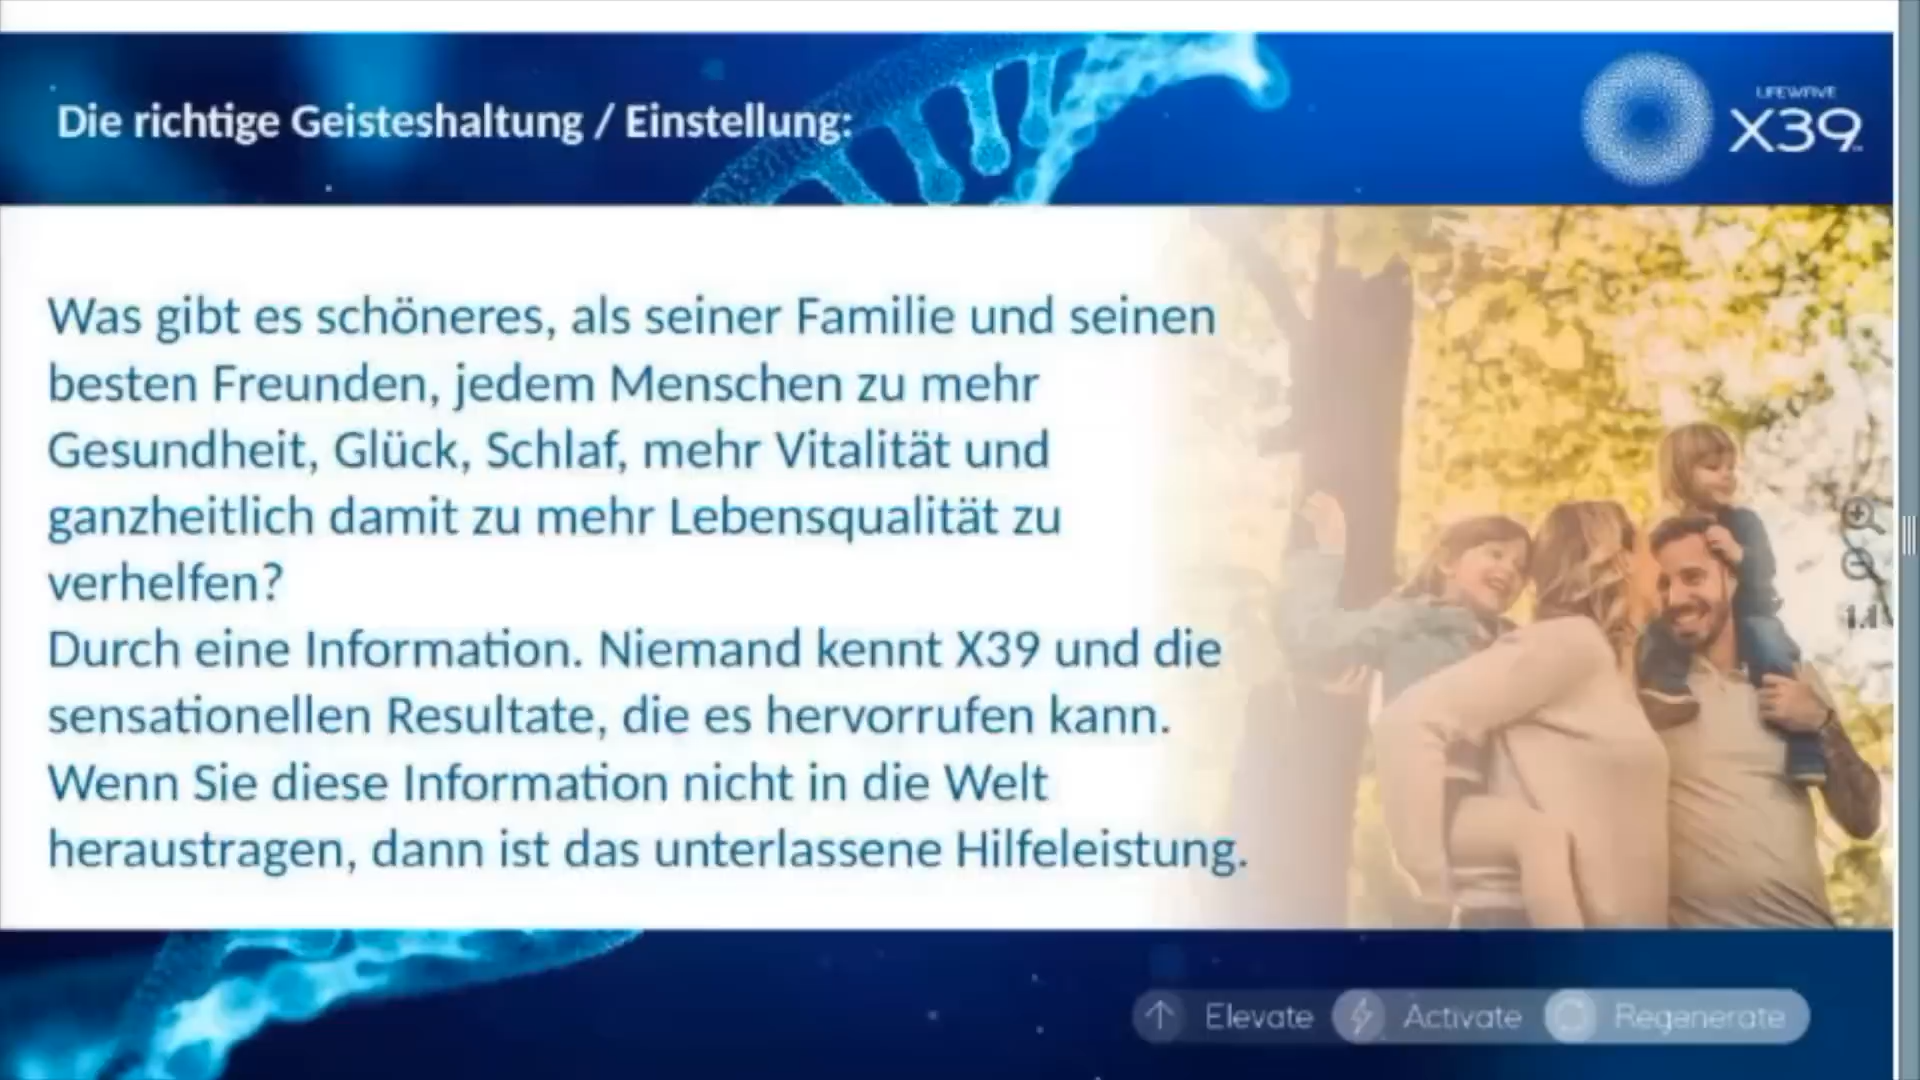 Die richtige Geisteshaltung / Einstellung:
LIFEWAVE
X39
Was gibt es schöneres, als seiner Familie und seinen
besten Freunden, jedem Menschen zu mehr
Gesundheit, Glück, Schlaf, mehr Vitalität und
ganzheitlich damit zu mehr Lebensqualität zu
verhelfen?
Durch eine Information. Niemand kennt X39 und die
sensationellen Resultate, die es hervorrufen kann.
Wenn Sie diese Information nicht in die Welt
heraustragen, dann ist das unterlassene Hilfeleistung.
Elevate Activate Regenerate